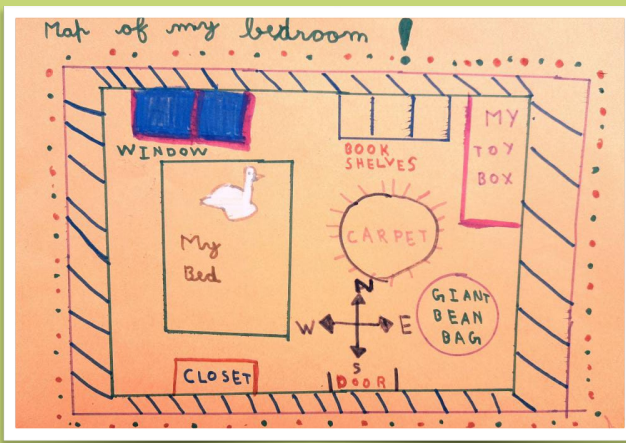 Map of my bedroom !
WINDOW
BOOK
SHELVES
MY
TOY
BOX
CARPET
My
Bed
GIANT
BEAN
BAG
N
W E
S
CLOSET
DOOR